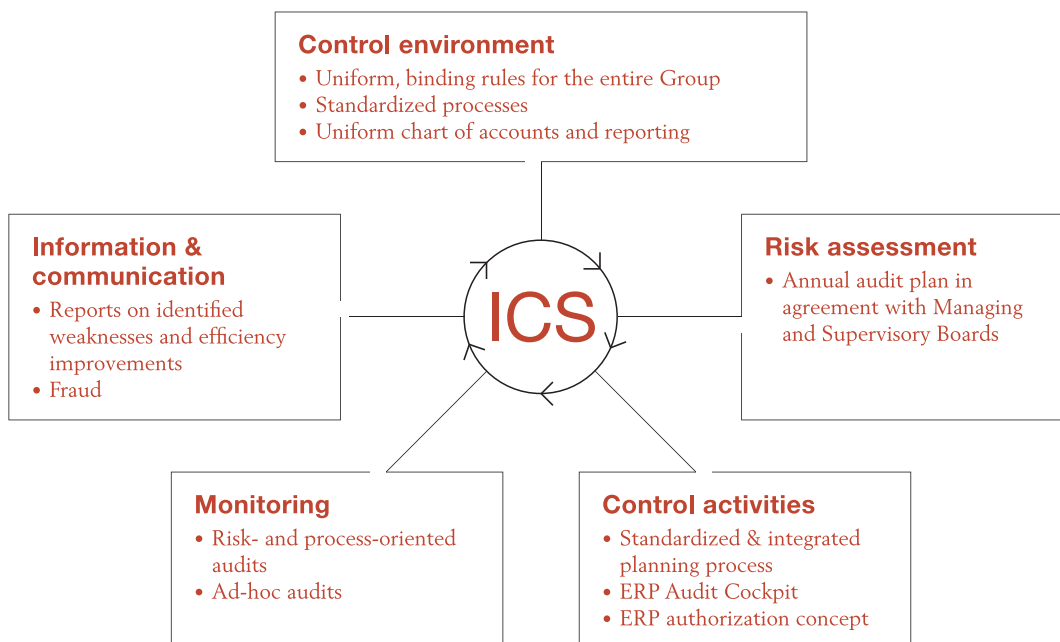 Control environment
• Uniform, binding rules for the entire Group
• Standardized processes
• Uniform chart of accounts and reporting
Information &
communication
• Reports on identified
weaknesses and efficiency
improvements
• Fraud
ICS
Risk assessment
• Annual audit plan in
agreement with Managing
and Supervisory Boards
Monitoring
• Risk- and process-oriented
audits
• Ad-hoc audits
Control activities
• Standardized & integrated
planning process
• ERP Audit Cockpit
• ERP authorization concept